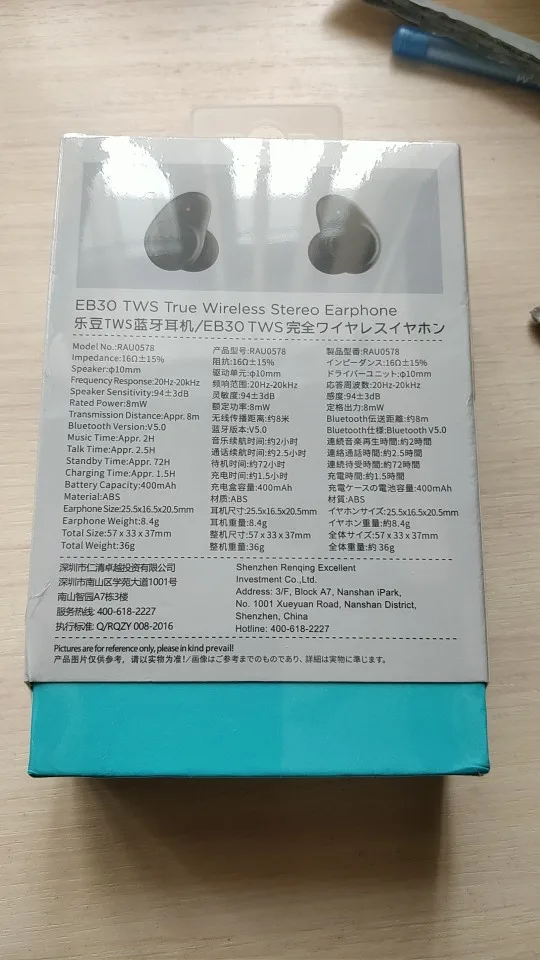 EB30 TWS True Wireless Stereo Earphone
乐豆TWS蓝牙耳机/EB30 TWS完全ワイヤレスイヤホン
Model No.:RAU0578
Impedance:16Ω±15%
Speaker:ϕ10mm
Frequency Response:20Hz-20kHz
Speaker Sensitivity:94±3dB
Rated Power:8mW
Transmission Distance:Appr. 8m
Bluetooth Version:V5.0
Music Time:Appr. 2H
Talk Time:Appr. 2.5H
Standby Time:Appr. 72H
Charging Time:Appr. 1.5H
Battery Capacity:400mAh
Material:ABS
Earphone Size:25.5x16.5x20.5mm
Earphone Weight:8.4g
Total Size:57 x 33 x 37mm
Total Weight:36g
产品型号:RAU0578
阻抗:16Ω±15%
驱动单元:ϕ10mm
频响范围:20Hz-20kHz
灵敏度:94±3dB
额定功率:8mW
无线传播距离:约8米
蓝牙版本:V5.0
音乐续航时间:约2小时
通话续航时间:约2.5小时
待机时间:约72小时
充电时间:约1.5小时
充电盒容量:400mAh
材质:ABS
耳机尺寸:25.5x16.5x20.5mm
耳机重量:8.4g
整机尺寸:57 x 33 x 37mm
整机重量:36g
製品型番:RAU0578
インピーダンス:16Ω±15%
ドライバーユニット:ϕ10mm
応答周波数:20Hz-20kHz
感度:94±3dB
定格出力:8mW
Bluetooth伝送距離:約8m
Bluetooth仕様:Bluetooth V5.0
連続音楽再生時間:約2時間
連絡通話時間:約2.5時間
連続待受時間:約72時間
充電時間:約1.5時間
充電ケースの電池容量:400mAh
材質:ABS
イヤホンサイズ:25.5x16.5x20.5mm
イヤホン重量:約8.4g
全体サイズ:57 x 33 x 37mm
全体重量:約 36g
深圳市仁清卓越投资有限公司
深圳市南山区学苑大道1001号
南山智园A7栋3楼
服务热线: 400-618-2227
执行标准: Q/RQZY 008-2016
Shenzhen Renqing Excellent
Investment Co.,Ltd.
Address: 3/F, Block A7, Nanshan iPark,
No. 1001 Xueyuan Road, Nanshan District,
Shenzhen, China
Hotline: 400-618-2227
Pictures are for reference only, please in kind prevail!
产品图片仅供参考，请以实物为准!/画像はご参考までのものであり、詳細は実物に準じます。